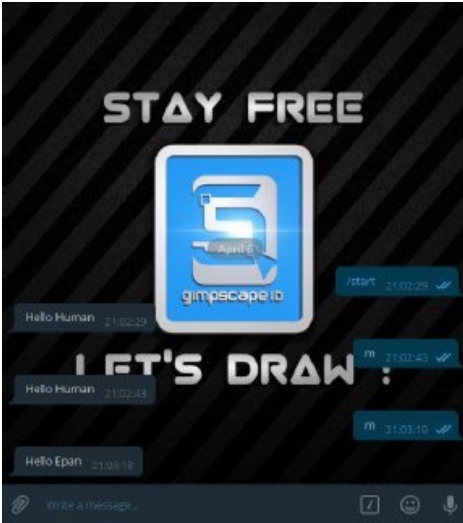 STAY FREE
gimpscape ID
LET'S DRAW !
April 6
/start 21:02:29
Hello Human 21:02:29
m 21:02:43
Hello Human 21:02:43
m 21:03:19
Hello Epan 21:03:18
Write a message...